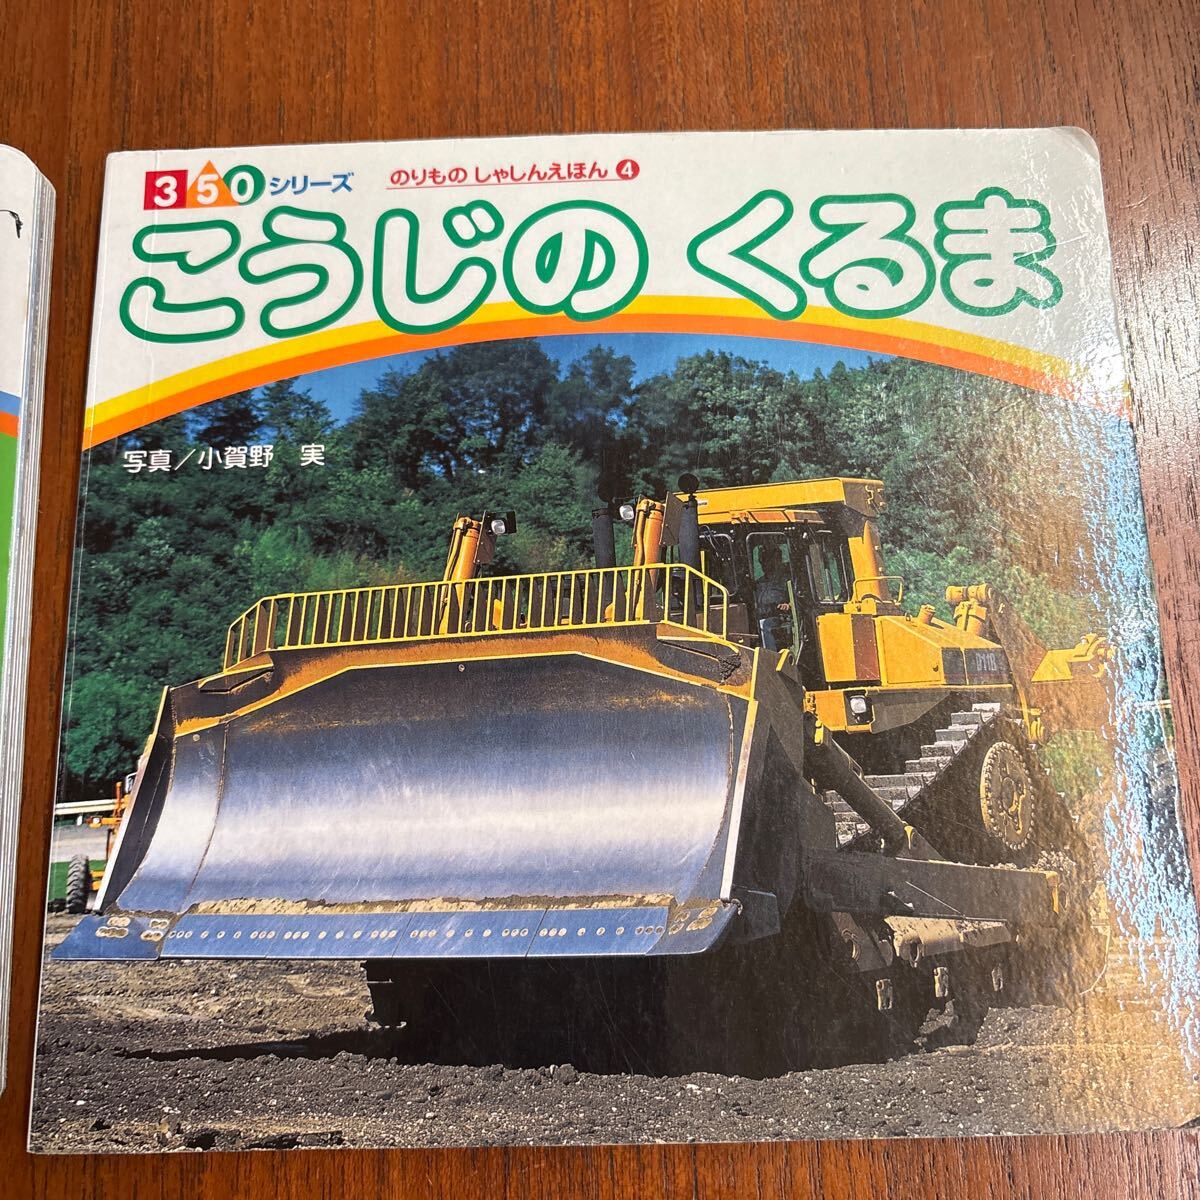 350シリーズ のりもの しゃしんえほん 4
こうじの くるま
写真／小賀野 実